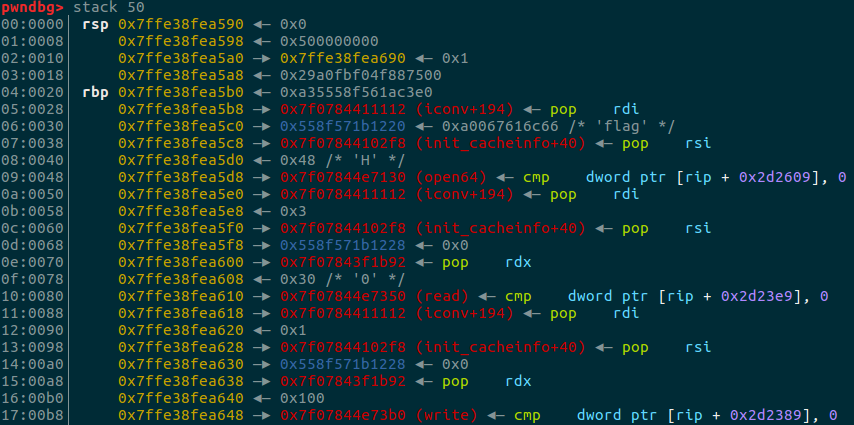 pwndbg> stack 50
00:0000│ rsp 0x7ffe38fea590 ◂— 0x0
01:0008│     0x7ffe38fea598 ◂— 0x500000000
02:0010│     0x7ffe38fea5a0 —▸ 0x7ffe38fea690 ◂— 0x1
03:0018│     0x7ffe38fea5a8 ◂— 0x29a0fbf04f887500
04:0020│ rbp 0x7ffe38fea5b0 ◂— 0xa35558f561ac3e0
05:0028│     0x7ffe38fea5b8 —▸ 0x7f0784411112 (iconv+194) ◂— pop    rdi
06:0030│     0x7ffe38fea5c0 —▸ 0x558f571b1220 ◂— 0xa0067616c66 /* 'flag' */
07:0038│     0x7ffe38fea5c8 —▸ 0x7f07844102f8 (init_cacheinfo+40) ◂— pop    rsi
08:0040│     0x7ffe38fea5d0 ◂— 0x48 /* 'H' */
09:0048│     0x7ffe38fea5d8 —▸ 0x7f07844e7130 (open64) ◂— cmp    dword ptr [rip + 0x2d2609], 0
0a:0050│     0x7ffe38fea5e0 —▸ 0x7f0784411112 (iconv+194) ◂— pop    rdi
0b:0058│     0x7ffe38fea5e8 ◂— 0x3
0c:0060│     0x7ffe38fea5f0 —▸ 0x7f07844102f8 (init_cacheinfo+40) ◂— pop    rsi
0d:0068│     0x7ffe38fea5f8 —▸ 0x558f571b1228 ◂— 0x0
0e:0070│     0x7ffe38fea600 —▸ 0x7f07843f1b92 ◂— pop    rdx
0f:0078│     0x7ffe38fea608 ◂— 0x30 /* '0' */
10:0080│     0x7ffe38fea610 —▸ 0x7f07844e7350 (read) ◂— cmp    dword ptr [rip + 0x2d23e9], 0
11:0088│     0x7ffe38fea618 —▸ 0x7f0784411112 (iconv+194) ◂— pop    rdi
12:0090│     0x7ffe38fea620 ◂— 0x1
13:0098│     0x7ffe38fea628 —▸ 0x7f07844102f8 (init_cacheinfo+40) ◂— pop    rsi
14:00a0│     0x7ffe38fea630 —▸ 0x558f571b1228 ◂— 0x0
15:00a8│     0x7ffe38fea638 —▸ 0x7f07843f1b92 ◂— pop    rdx
16:00b0│     0x7ffe38fea640 ◂— 0x100
17:00b8│     0x7ffe38fea648 —▸ 0x7f07844e73b0 (write) ◂— cmp    dword ptr [rip + 0x2d2389], 0